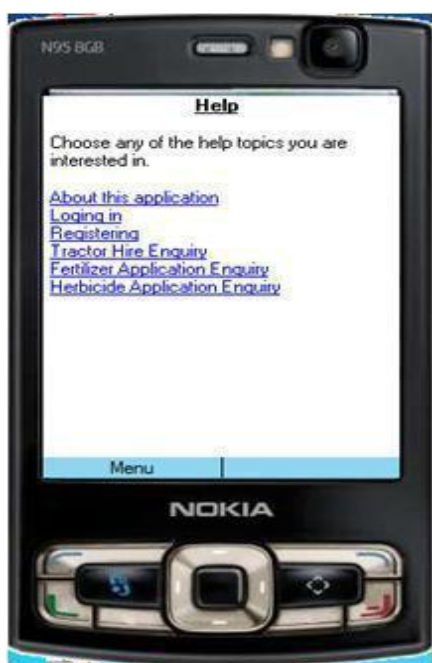 N95 8GB
Help
Choose any of the help topics you are
interested in.
About this application
Loging in
Registering
Tractor Hire Enquiry
Fertilizer Application Enquiry
Herbicide Application Enquiry
Menu
NOKIA